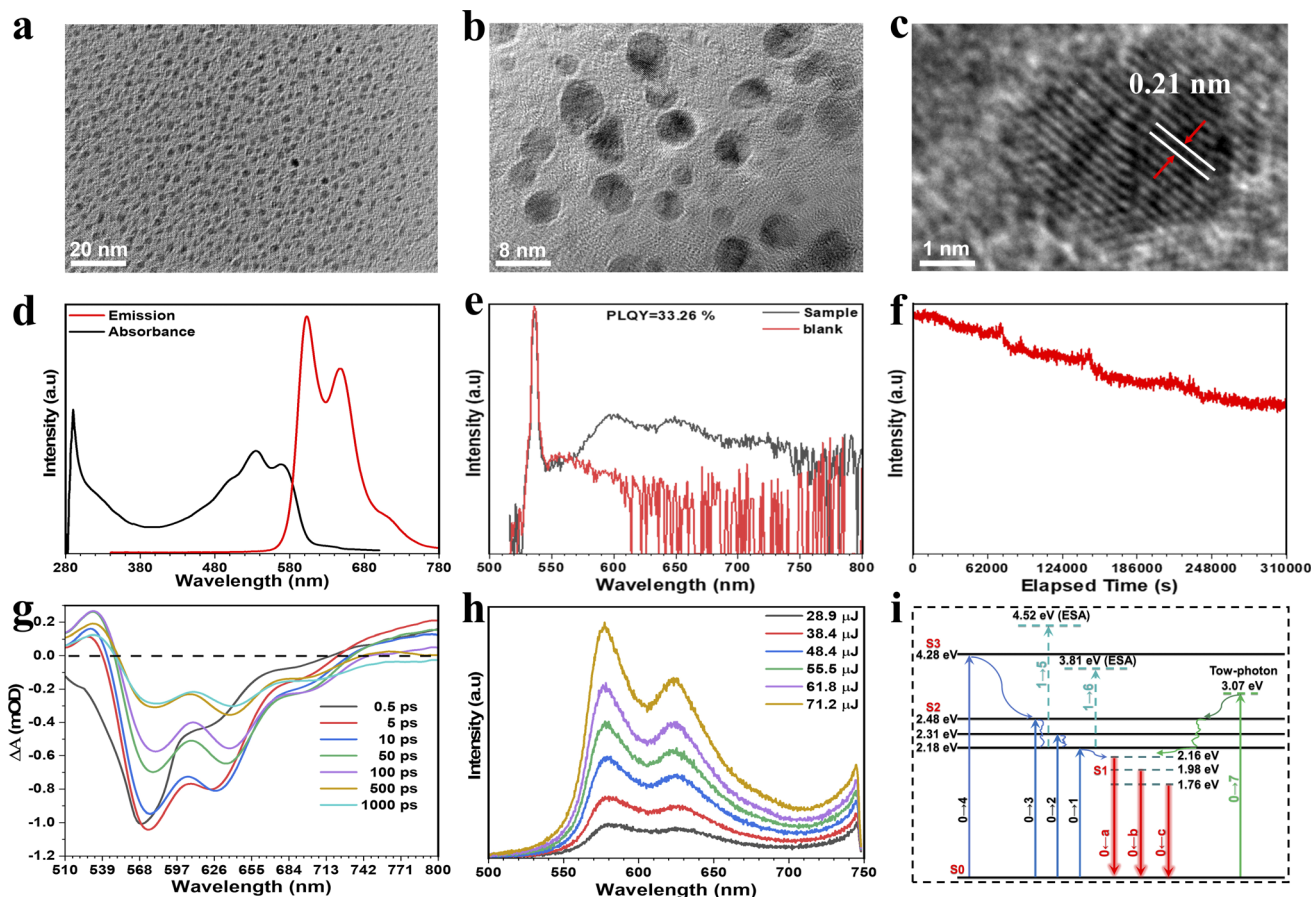 a
20 nm
b
8 nm
c
0.21 nm
1 nm
d
Emission
Absorbance
Intensity (a.u)
280 380 480 580 680 780
Wavelength (nm)
e
PLQY=33.26 %
Sample
blank
Intensity (a.u)
500 550 600 650 700 750 800
Wavelength (nm)
f
Intensity (a.u)
0 62000 124000 186000 248000 310000
Elapsed Time (s)
g
ΔA (mOD)
0.2
0.0
-0.2
-0.4
-0.6
-0.8
-1.0
-1.2
0.5 ps
5 ps
10 ps
50 ps
100 ps
500 ps
1000 ps
510 539 568 597 626 655 684 713 742 771 800
Wavelength (nm)
h
28.9 μJ
38.4 μJ
48.4 μJ
55.5 μJ
61.8 μJ
71.2 μJ
Intensity (a.u)
500 550 600 650 700 750
Wavelength (nm)
i
4.52 eV (ESA)
S3
4.28 eV
3.81 eV (ESA)
Tow-photon
3.07 eV
1→5
1→6
S2
2.48 eV
2.31 eV
2.18 eV
2.16 eV
S1
1.98 eV
1.76 eV
0→4
0→3
0→2
0→1
0←a
0←b
0←c
0→7
S0